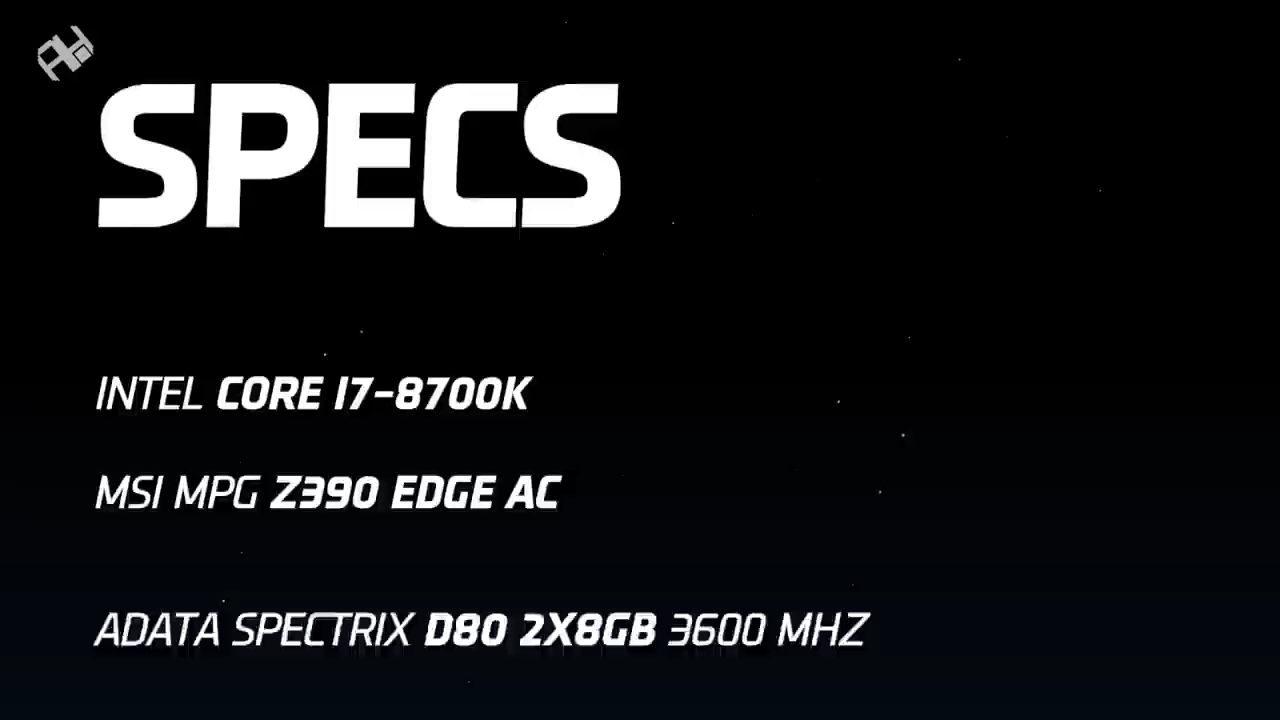 SPECS
INTEL CORE I7-8700K
MSI MPG Z390 EDGE AC
ADATA SPECTRIX D80 2X8GB 3600 MHZ